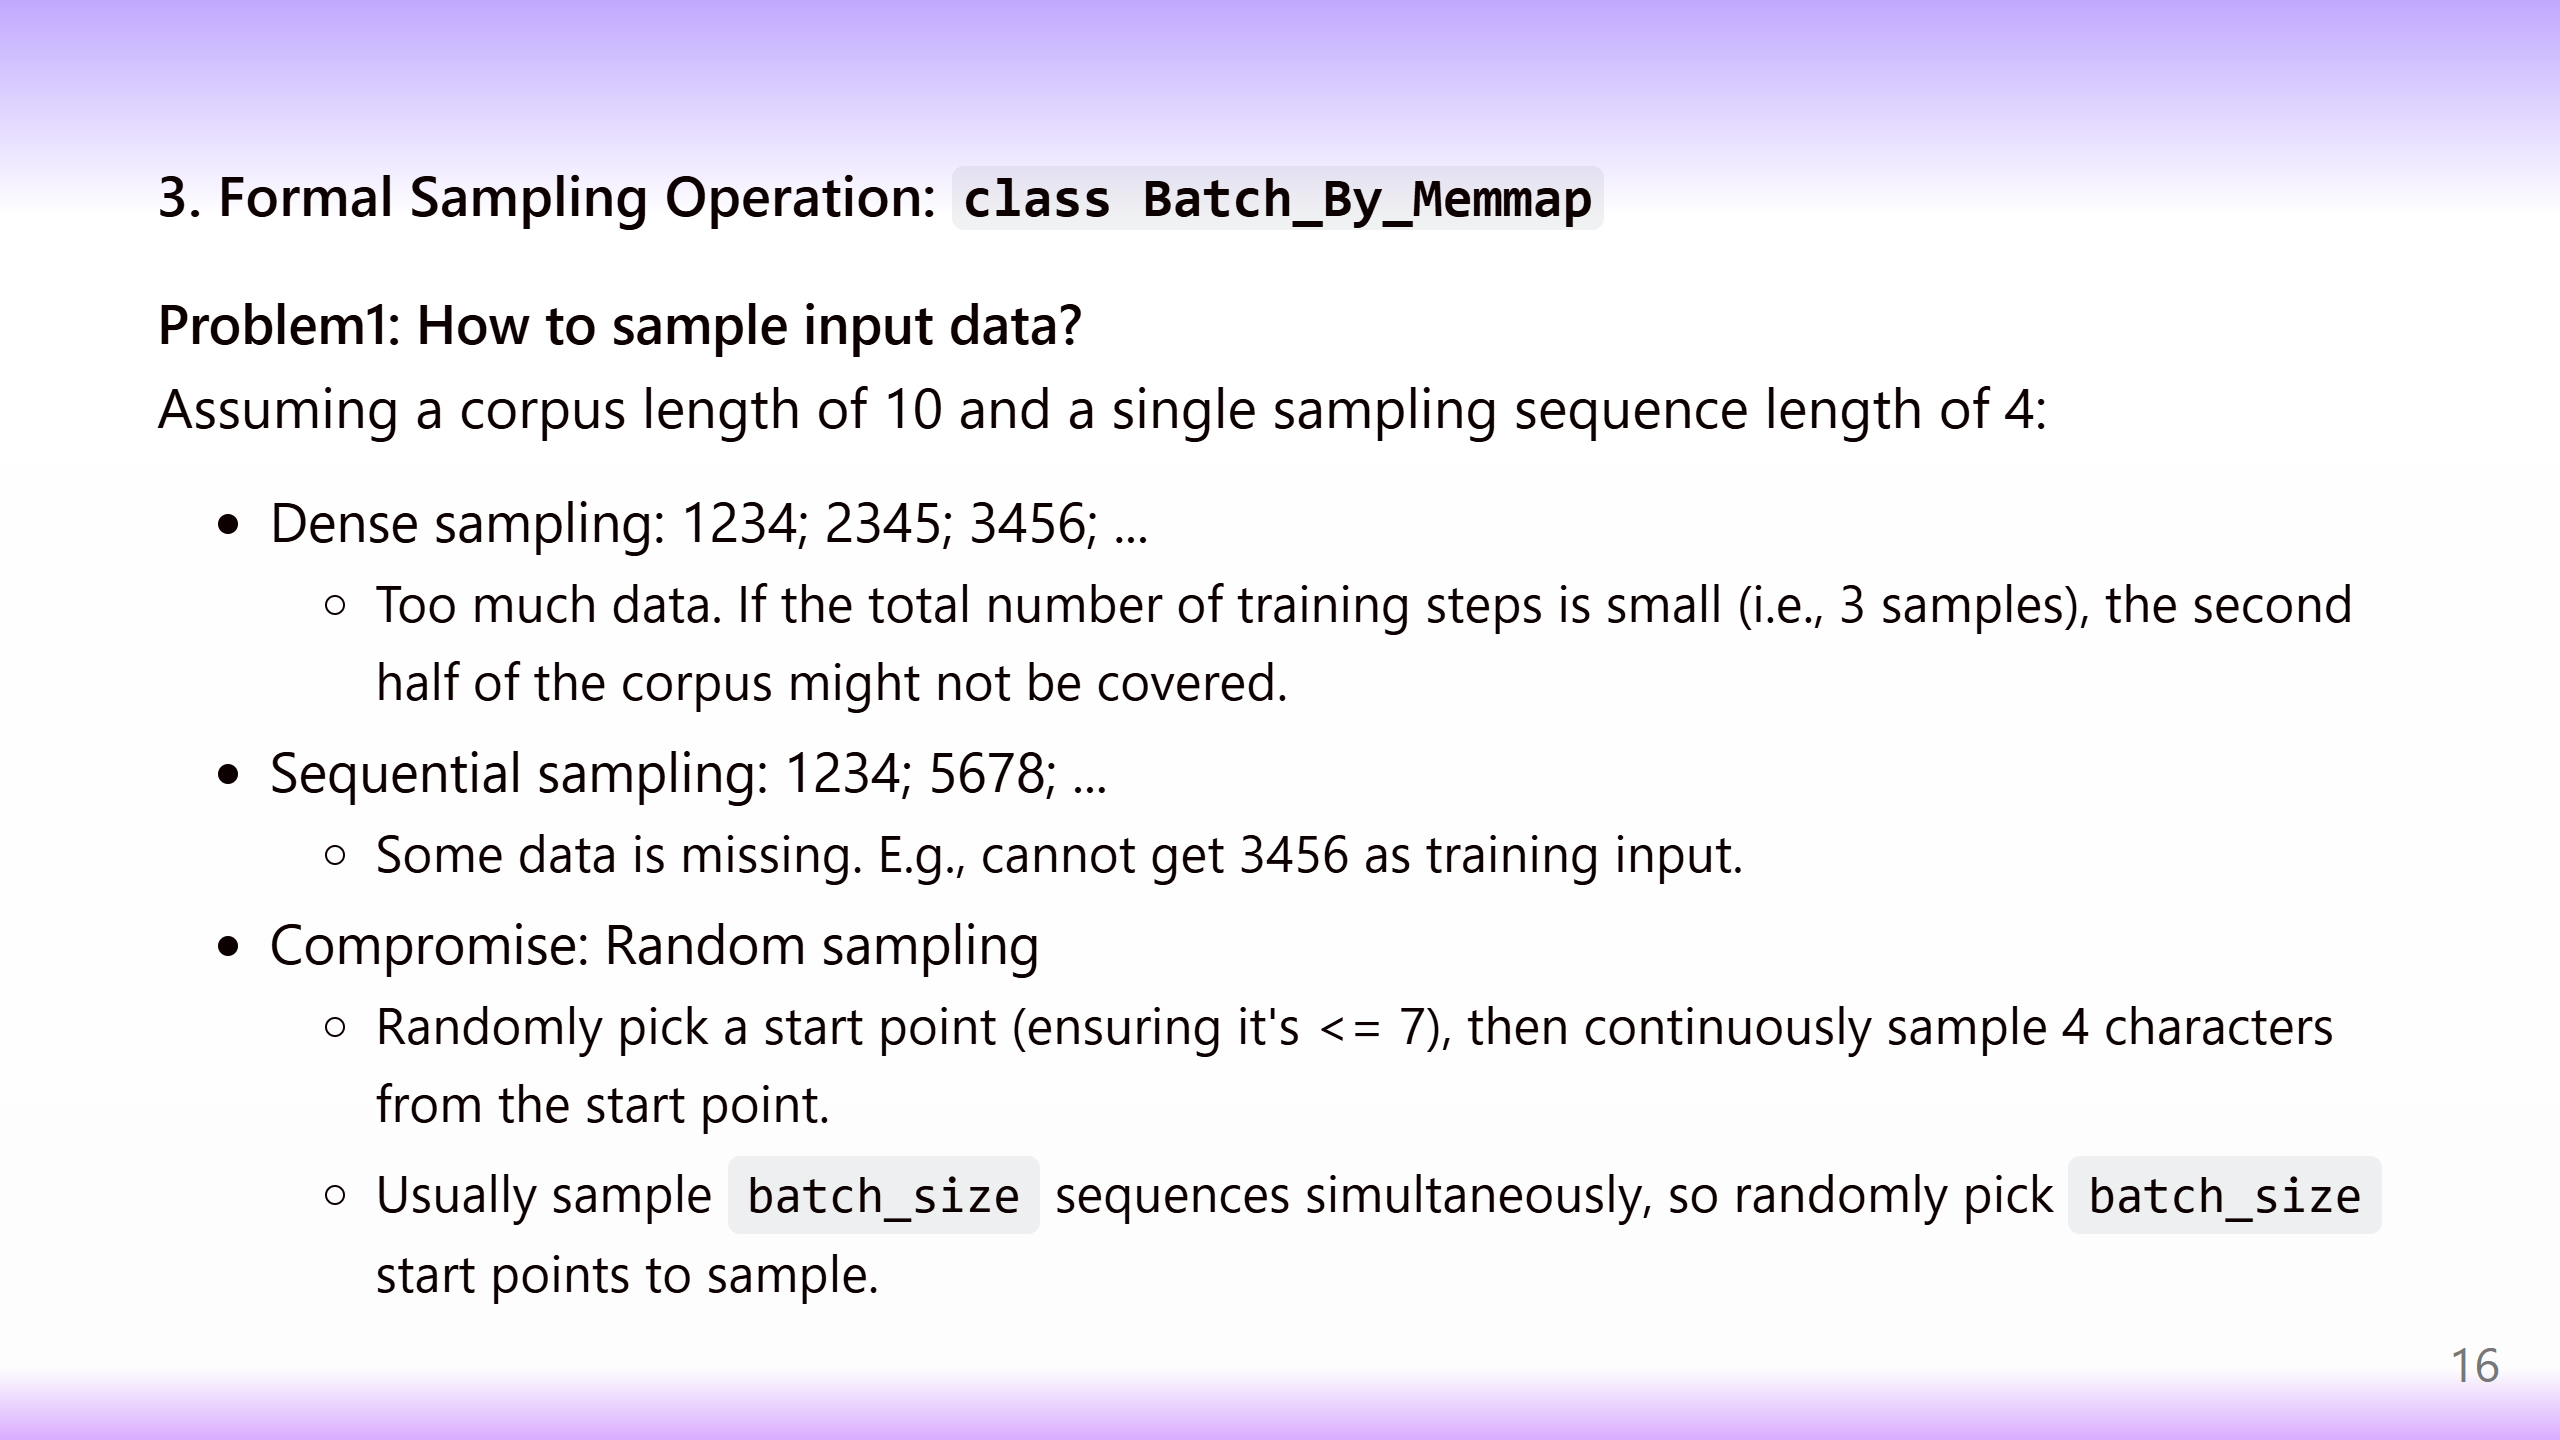 3. Formal Sampling Operation: class Batch_By_Memmap
Problem1: How to sample input data?
Assuming a corpus length of 10 and a single sampling sequence length of 4:
• Dense sampling: 1234; 2345; 3456; ...
○ Too much data. If the total number of training steps is small (i.e., 3 samples), the second
half of the corpus might not be covered.
• Sequential sampling: 1234; 5678; ...
○ Some data is missing. E.g., cannot get 3456 as training input.
• Compromise: Random sampling
○ Randomly pick a start point (ensuring it's <= 7), then continuously sample 4 characters
from the start point.
○ Usually sample batch_size sequences simultaneously, so randomly pick batch_size
start points to sample.
16